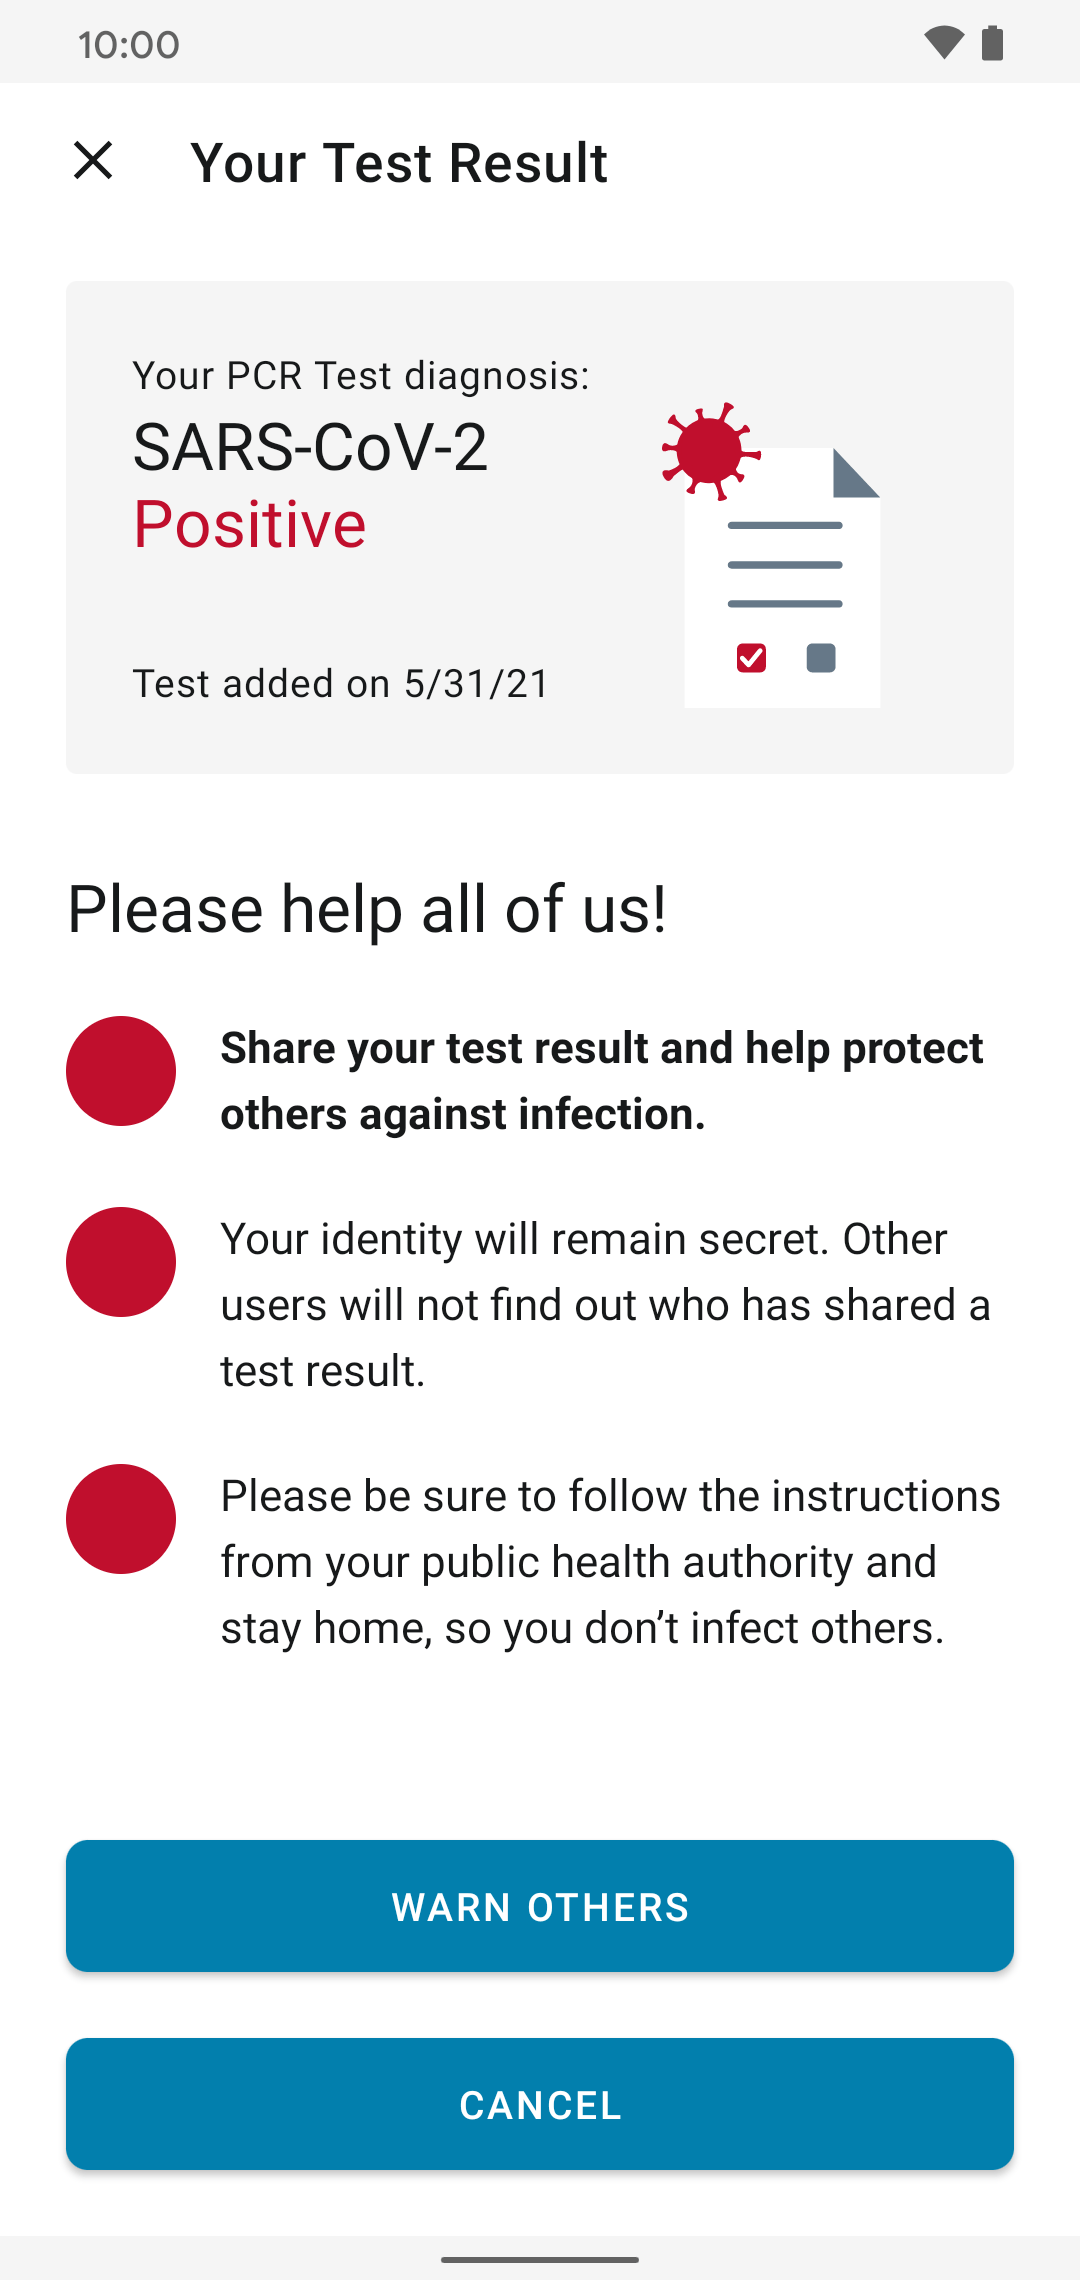 10:00
Your Test Result
Your PCR Test diagnosis:
SARS-CoV-2
Positive
Test added on 5/31/21
Please help all of us!
Share your test result and help protect
others against infection.
Your identity will remain secret. Other
users will not find out who has shared a
test result.
Please be sure to follow the instructions
from your public health authority and
stay home, so you don’t infect others.
WARN OTHERS
CANCEL